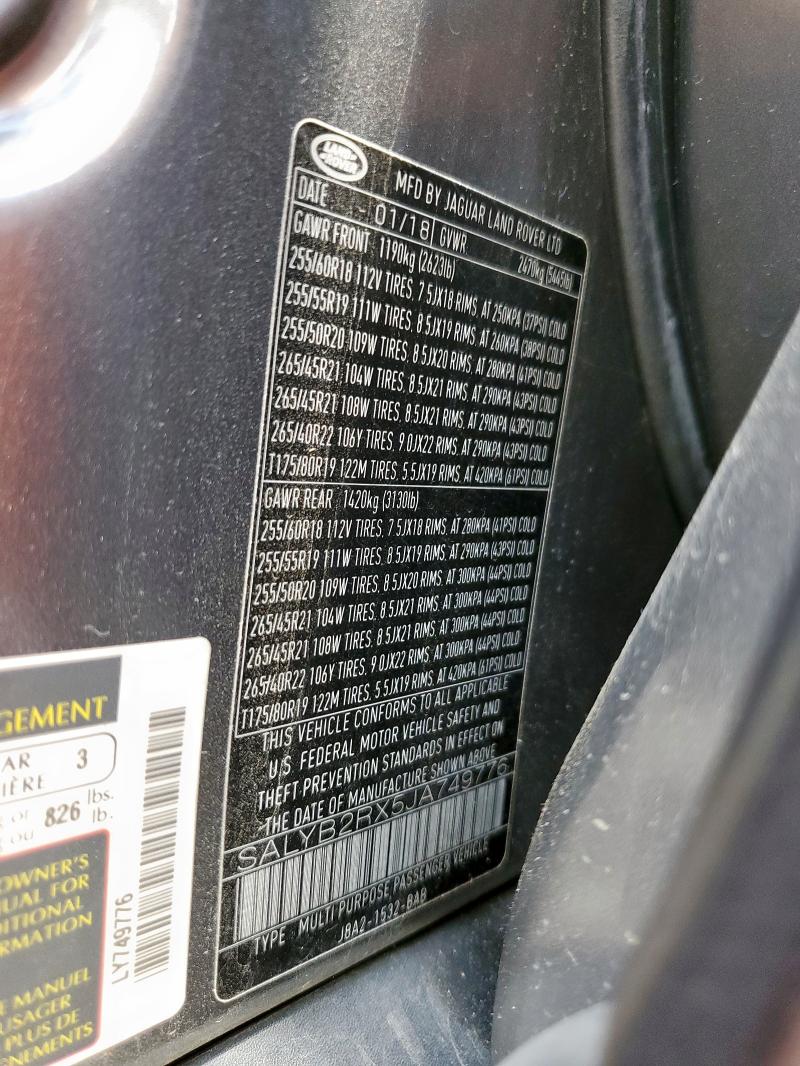 LAND
ROVER
MFD BY JAGUAR LAND ROVER LTD
DATE 01/18 GVWR. 2470kg (5445lb)
GAWR FRONT 1190kg (2623lb)
255/60R18 112V TIRES, 7.5JX18 RIMS, AT 250KPA (37PSI) COLD
255/55R19 111W TIRES, 8.5JX19 RIMS, AT 260KPA (38PSI) COLD
255/50R20 109W TIRES, 8.5JX20 RIMS, AT 280KPA (41PSI) COLD
265/45R21 104W TIRES, 8.5JX21 RIMS, AT 290KPA (43PSI) COLD
265/45R21 108W TIRES, 8.5JX21 RIMS, AT 290KPA (43PSI) COLD
265/40R22 106Y TIRES, 9.0JX22 RIMS, AT 290KPA (43PSI) COLD
T175/80R19 122M TIRES, 5.5JX19 RIMS, AT 420KPA (61PSI) COLD
GAWR REAR 1420kg (3130lb)
255/60R18 112V TIRES, 7.5JX18 RIMS, AT 280KPA (41PSI) COLD
255/55R19 111W TIRES, 8.5JX19 RIMS, AT 290KPA (43PSI) COLD
255/50R20 109W TIRES, 8.5JX20 RIMS, AT 300KPA (44PSI) COLD
265/45R21 104W TIRES, 8.5JX21 RIMS, AT 300KPA (44PSI) COLD
265/45R21 108W TIRES, 8.5JX21 RIMS, AT 300KPA (44PSI) COLD
265/40R22 106Y TIRES, 9.0JX22 RIMS, AT 300KPA (44PSI) COLD
T175/80R19 122M TIRES, 5.5JX19 RIMS, AT 420KPA (61PSI) COLD
THIS VEHICLE CONFORMS TO ALL APPLICABLE
U.S. FEDERAL MOTOR VEHICLE SAFETY AND
THEFT PREVENTION STANDARDS IN EFFECT ON
THE DATE OF MANUFACTURE SHOWN ABOVE
SALYB2RX5JA749776
TYPE: MULTI PURPOSE PASSENGER VEHICLE
J8A2-1532-BAB
GEMENT
AR 3
IÈRE
OF 826 lbs.
OU lb.
OWNER'S
UAL FOR
DITIONAL
RMATION
E MANUEL
USAGER
PLUS DE
GNEMENTS
LY749776